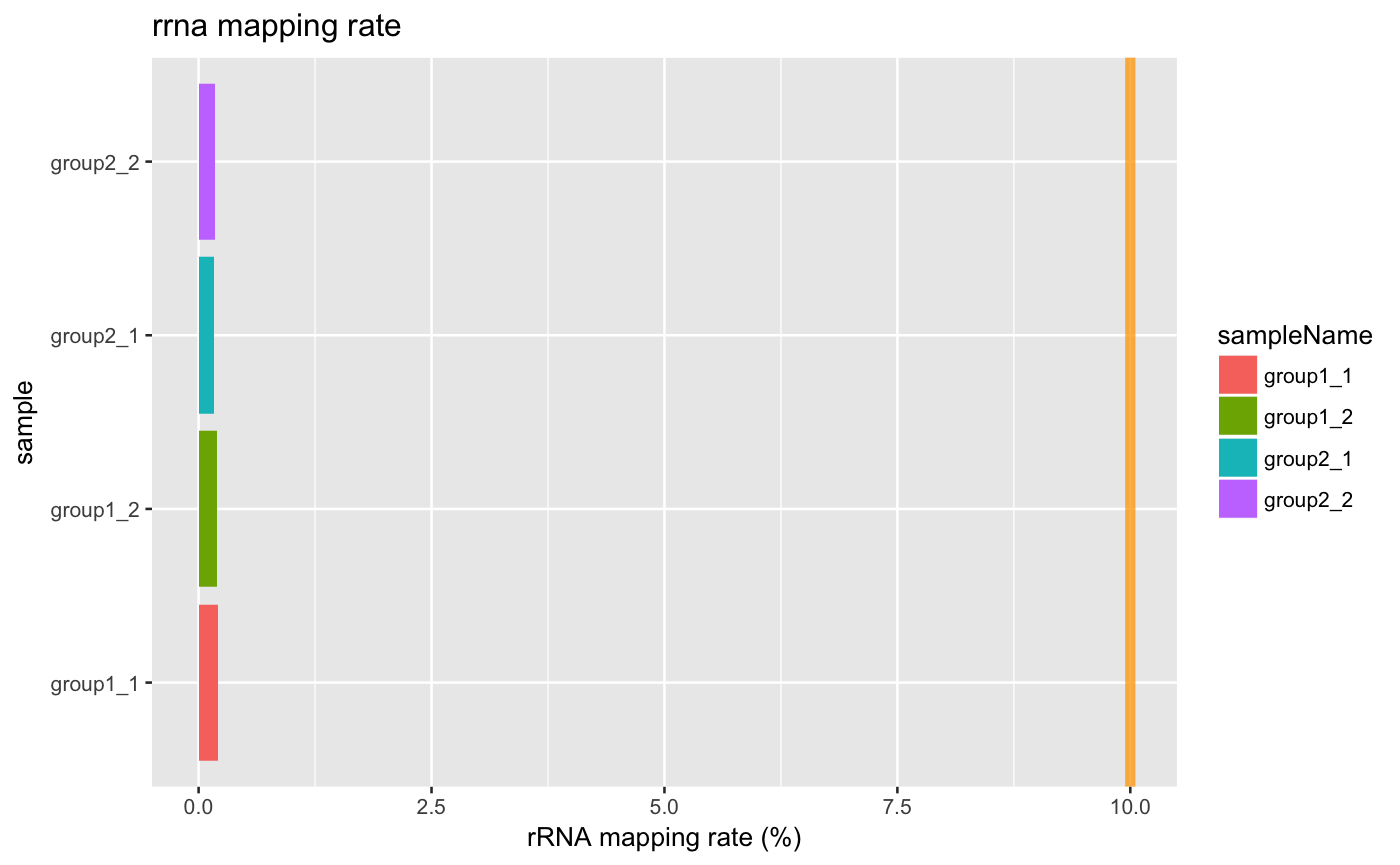 rrna mapping rate
group2_2
group2_1
group1_2
group1_1
sample
0.0 2.5 5.0 7.5 10.0
rRNA mapping rate (%)
sampleName
group1_1
group1_2
group2_1
group2_2